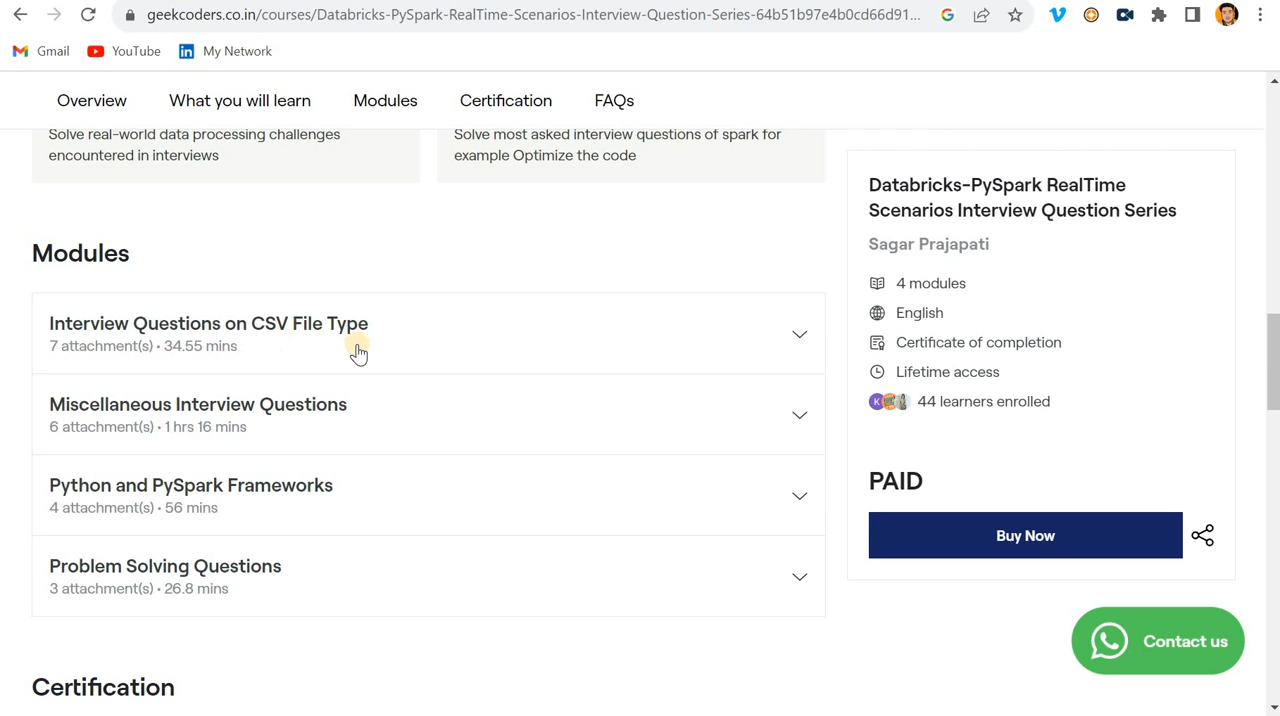 geekcoders.co.in/courses/Databricks-PySpark-RealTime-Scenarios-Interview-Question-Series-64b51b97e4b0cd66d91...
Gmail
YouTube
My Network
Overview
What you will learn
Modules
Certification
FAQs
Solve real-world data processing challenges
encountered in interviews
Solve most asked interview questions of spark for
example Optimize the code
Modules
Interview Questions on CSV File Type
7 attachment(s) • 34.55 mins
Miscellaneous Interview Questions
6 attachment(s) • 1 hrs 16 mins
Python and PySpark Frameworks
4 attachment(s) • 56 mins
Problem Solving Questions
3 attachment(s) • 26.8 mins
Certification
Databricks-PySpark RealTime
Scenarios Interview Question Series
Sagar Prajapati
4 modules
English
Certificate of completion
Lifetime access
K
44 learners enrolled
PAID
Buy Now
Contact us